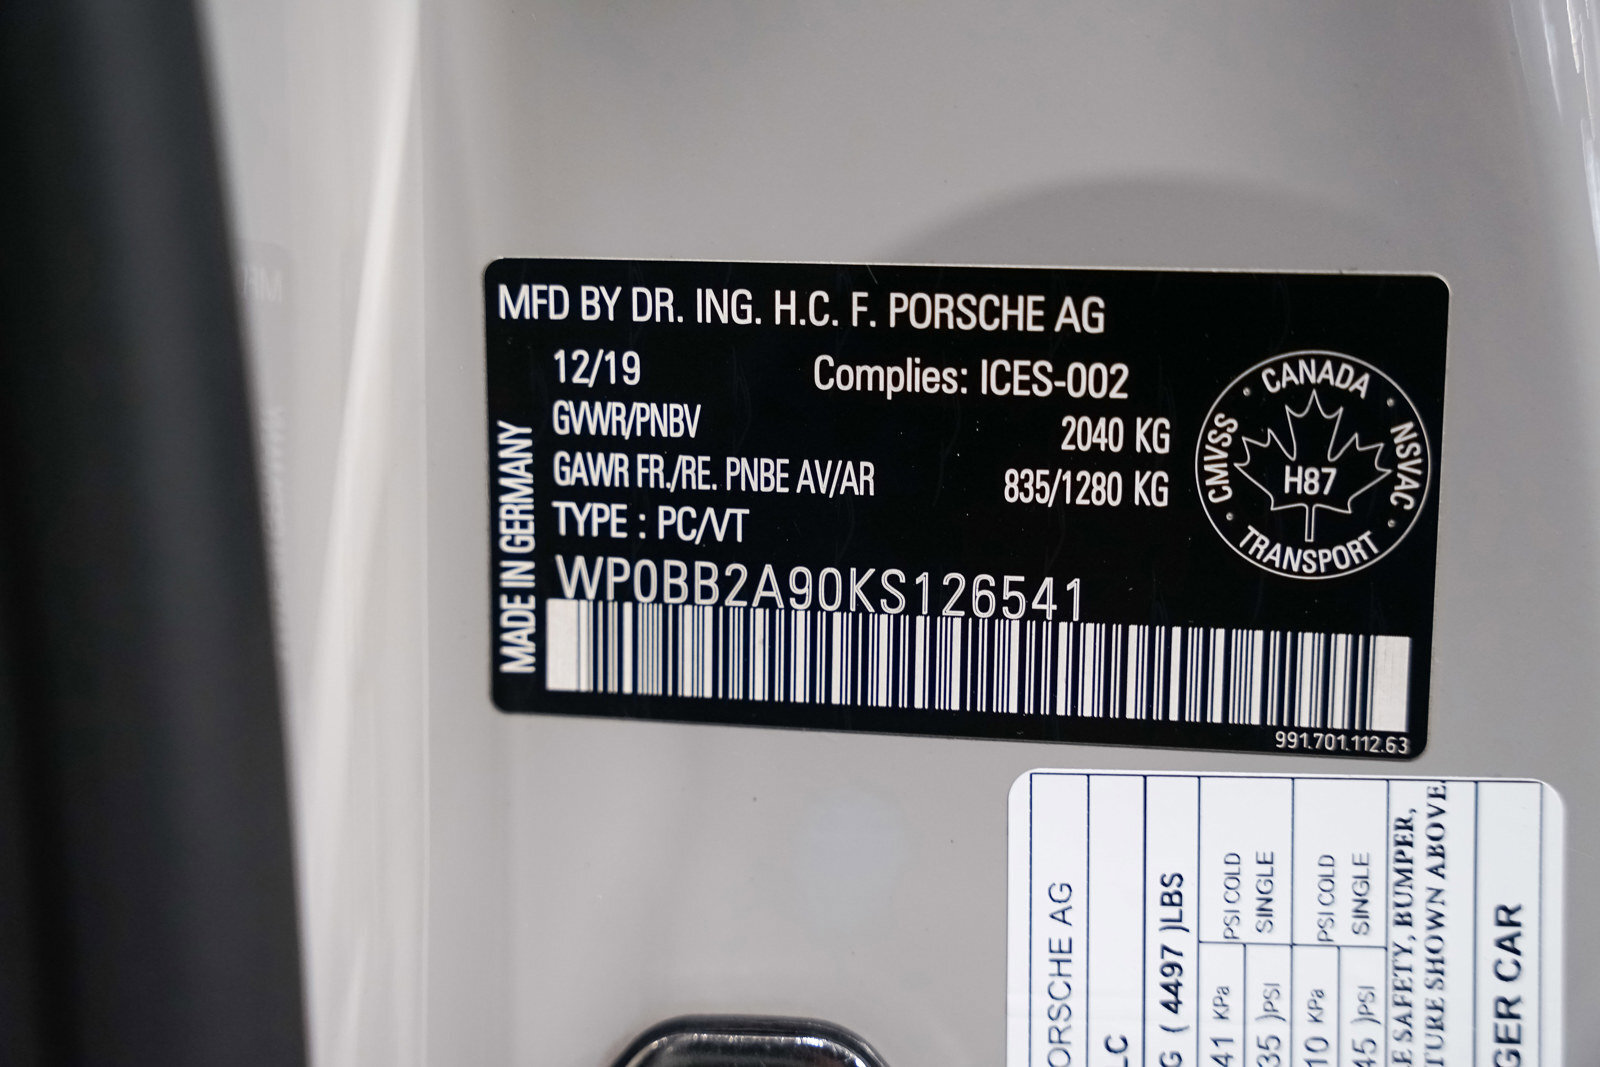 MFD BY DR. ING. H.C. F. PORSCHE AG
12/19 Complies: ICES-002
GVWR/PNBV 2040 KG
GAWR FR./RE. PNBE AV/AR 835/1280 KG
TYPE : PC/VT
WP0BB2A90KS126541
MADE IN GERMANY
CANADA
CMVSS
NSVAC
H87
TRANSPORT
991.701.112.63
ORSCHE AG
LC
G ( 4497 )LBS
41 KPa PSI COLD
35 )PSI SINGLE
10 KPa PSI COLD
45 )PSI SINGLE
E SAFETY, BUMPER,
TURE SHOWN ABOVE.
GER CAR